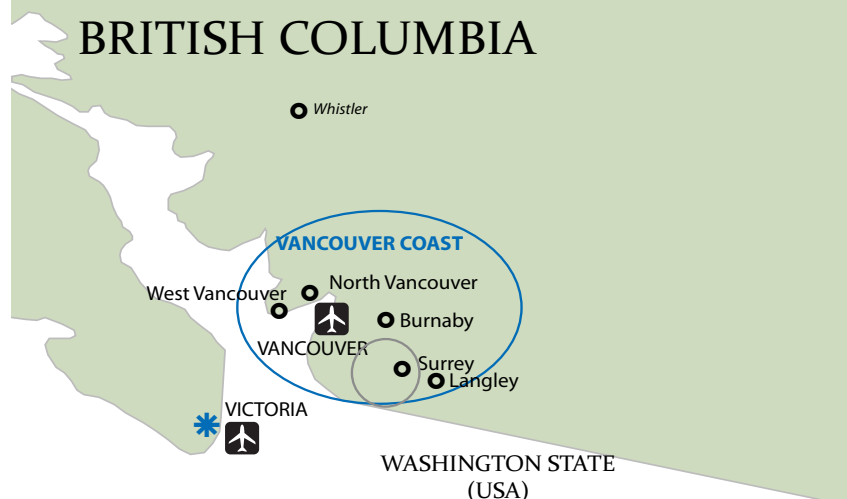 BRITISH COLUMBIA
Whistler
VANCOUVER COAST
North Vancouver
West Vancouver
Burnaby
VANCOUVER
Surrey
Langley
VICTORIA
WASHINGTON STATE
(USA)